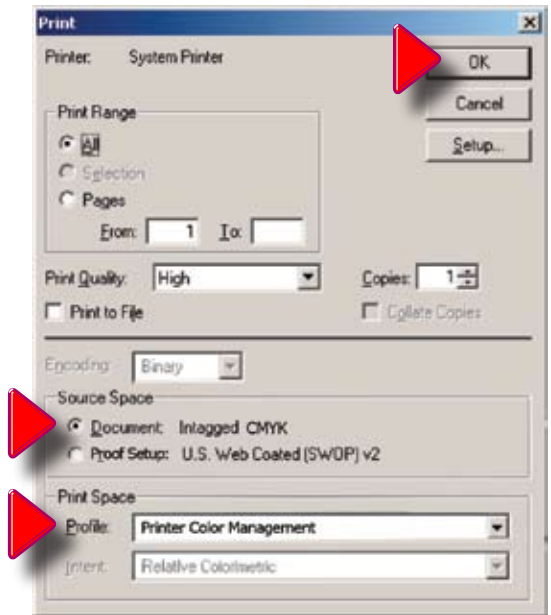 Print
Printer: System Printer
OK
Print Range
Cancel
All
Setup...
Selection
Pages
From: 1 To:
Print Quality: High Copies: 1
Print to File Collate Copies
Encoding: Binary
Source Space
Document: Intagged CMYK
Proof Setup: U.S. Web Coated (SWOP) v2
Print Space
Profile: Printer Color Management
Intent: Relative Colorimetric